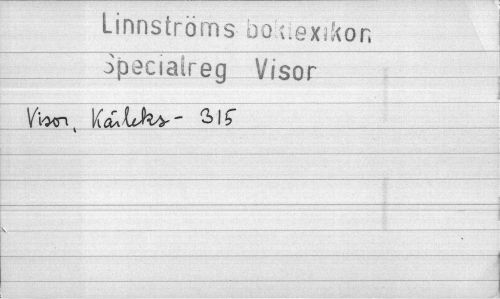 Linnströms boklexikon
Specialreg Visor
Visor, Kärleks - 315